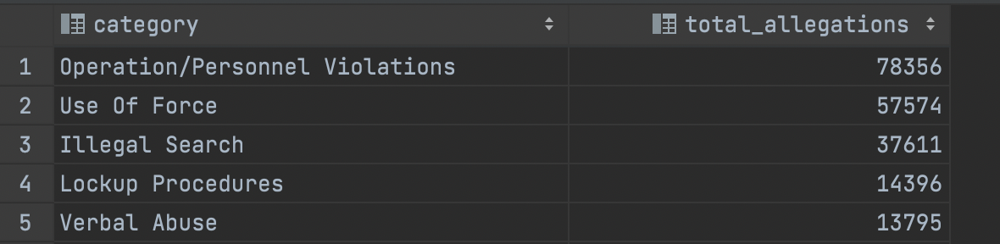 category total_allegations
1 Operation/Personnel Violations 78356
2 Use Of Force 57574
3 Illegal Search 37611
4 Lockup Procedures 14396
5 Verbal Abuse 13795